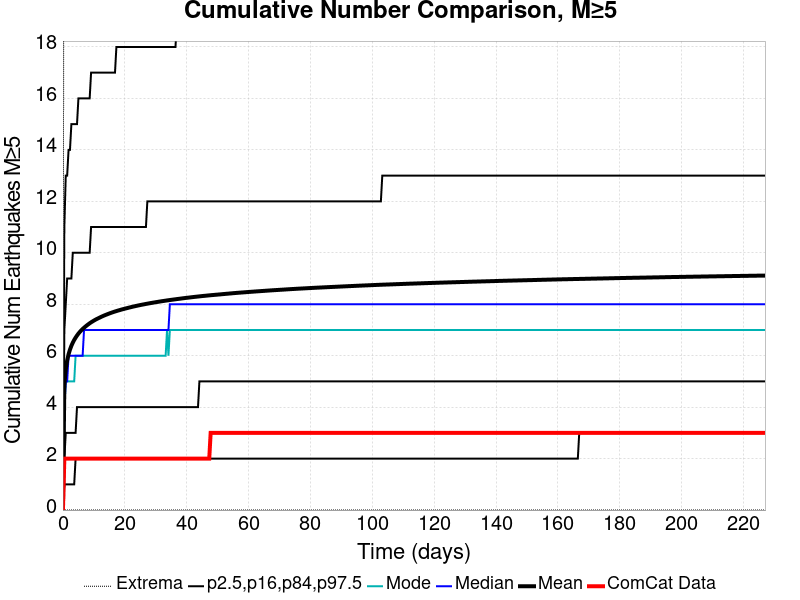 Cumulative Number Comparison, M≥5
Cumulative Num Earthquakes M≥5
18
16
14
12
10
8
6
4
2
0
0 20 40 60 80 100 120 140 160 180 200 220
Time (days)
Extrema p2.5,p16,p84,p97.5 Mode Median Mean ComCat Data